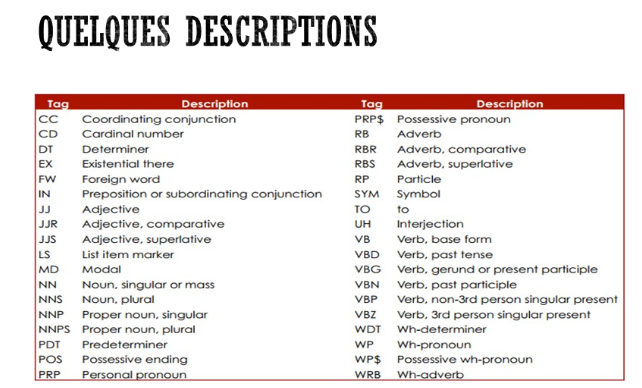 QUELQUES DESCRIPTIONS
Tag Description Tag Description
CC Coordinating conjunction PRP$ Possessive pronoun
CD Cardinal number RB Adverb
DT Determiner RBR Adverb, comparative
EX Existential there RBS Adverb, superlative
FW Foreign word RP Particle
IN Preposition or subordinating conjunction SYM Symbol
JJ Adjective TO to
JJR Adjective, comparative UH Interjection
JJS Adjective, superlative VB Verb, base form
LS List item marker VBD Verb, past tense
MD Modal VBG Verb, gerund or present participle
NN Noun, singular or mass VBN Verb, past participle
NNS Noun, plural VBP Verb, non-3rd person singular present
NNP Proper noun, singular VBZ Verb, 3rd person singular present
NNPS Proper noun, plural WDT Wh-determiner
PDT Predeterminer WP Wh-pronoun
POS Possessive ending WP$ Possessive wh-pronoun
PRP Personal pronoun WRB Wh-adverb